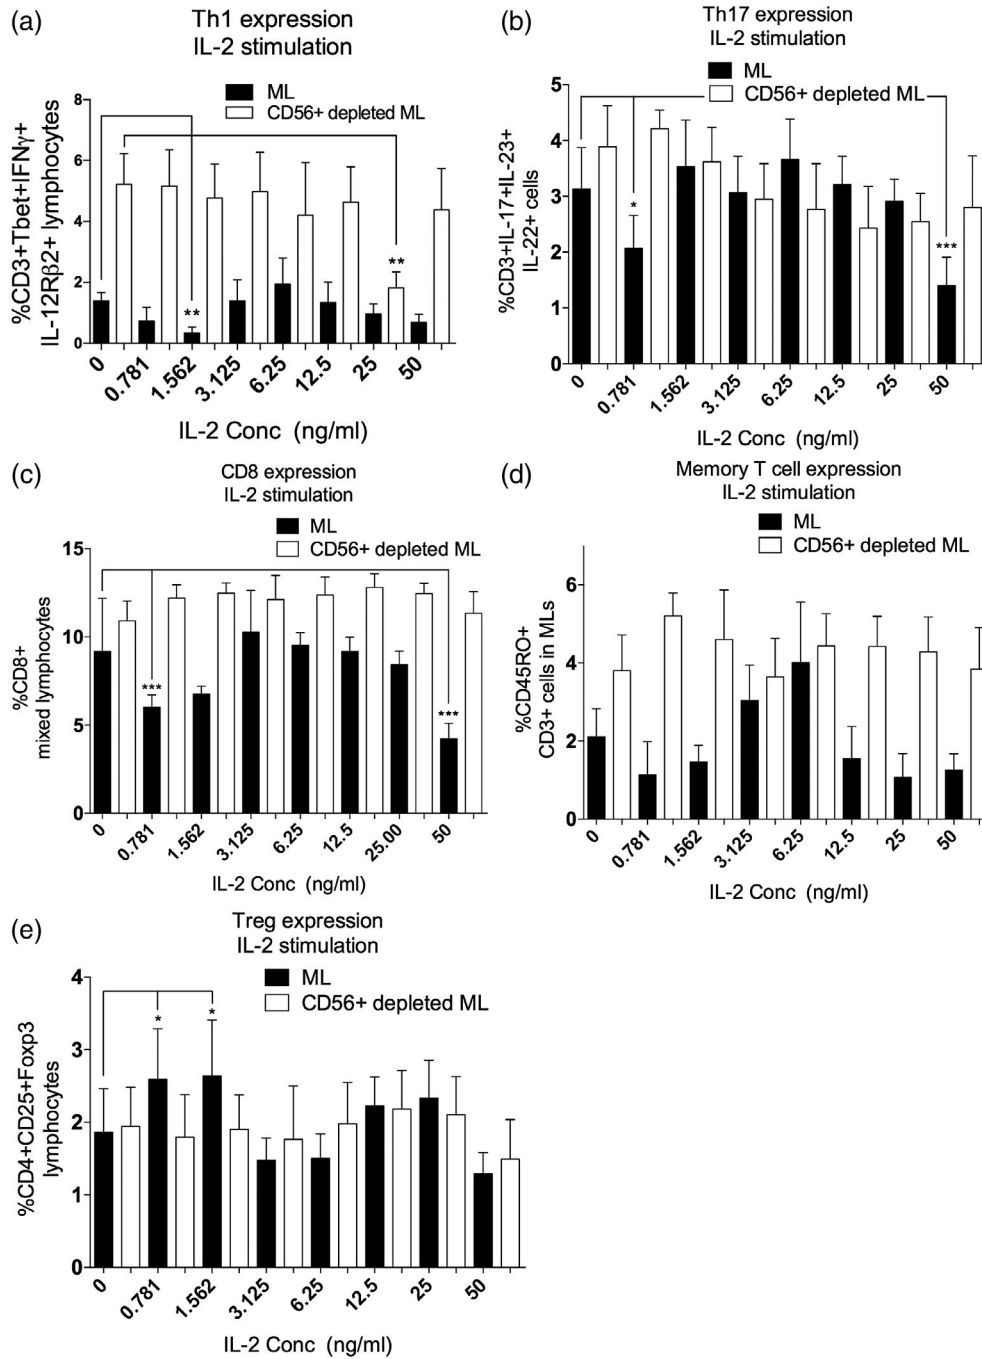 (a)
Th1 expression
IL-2 stimulation
ML
CD56+ depleted ML
%CD3+Tbet+IFNγ+
IL-12Rβ2+ lymphocytes
8
6
4
2
0
**
**
0
0.781
1.562
3.125
6.25
12.5
25
50
IL-2 Conc (ng/ml)
(b)
Th17 expression
IL-2 stimulation
ML
CD56+ depleted ML
%CD3+IL-17+IL-23+
IL-22+ cells
5
4
3
2
1
0
*
***
0
0.781
1.562
3.125
6.25
12.5
25
50
IL-2 Conc (ng/ml)
(c)
CD8 expression
IL-2 stimulation
ML
CD56+ depleted ML
%CD8+
mixed lymphocytes
15
10
5
0
***
***
0
0.781
1.562
3.125
6.25
12.5
25.00
50
IL-2 Conc (ng/ml)
(d)
Memory T cell expression
IL-2 stimulation
ML
CD56+ depleted ML
%CD45RO+
CD3+ cells in MLs
6
4
2
0
0
0.781
1.562
3.125
6.25
12.5
25
50
IL-2 Conc (ng/ml)
(e)
Treg expression
IL-2 stimulation
ML
CD56+ depleted ML
%CD4+CD25+Foxp3
lymphocytes
4
3
2
1
0
*
*
0
0.781
1.562
3.125
6.25
12.5
25
50
IL-2 Conc (ng/ml)